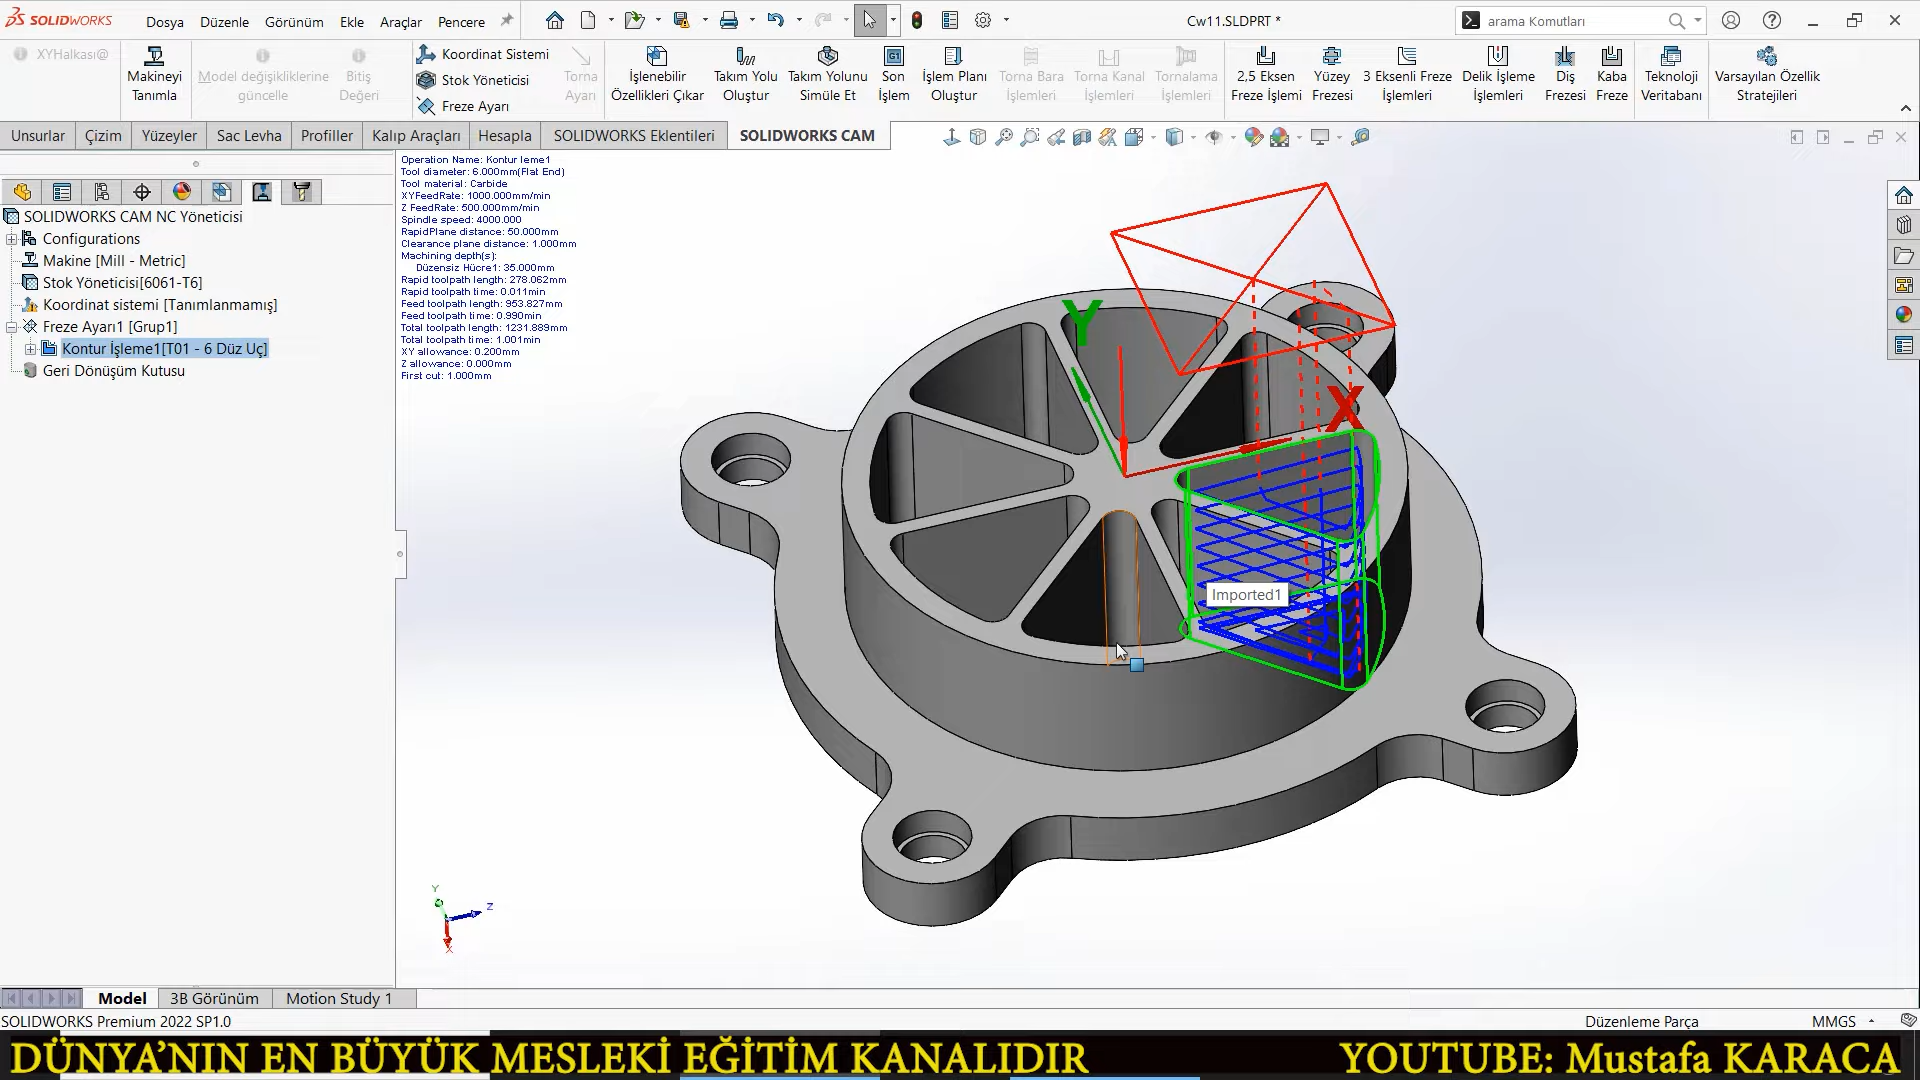 SOLIDWORKS
Dosya Düzenle Görünüm Ekle Araçlar Pencere
Cw11.SLDPRT *
arama Komutları
XYHalkası@
Makineyi Tanımla
Model değişikliklerine güncelle
Bitiş Değeri
Koordinat Sistemi
Stok Yöneticisi
Freze Ayarı
Torna Ayarı
İşlenebilir Özellikleri Çıkar
Takım Yolu Oluştur
Takım Yolunu Simüle Et
Son İşlem
İşlem Planı Oluştur
Torna Bara İşlemleri
Torna Kanal İşlemleri
Tornalama İşlemleri
2,5 Eksen Freze İşlemi
Yüzey Frezesi
3 Eksenli Freze İşlemleri
Delik İşleme İşlemleri
Diş Frezesi
Kaba Freze
Teknoloji Veritabanı
Varsayılan Özellik Stratejileri
Unsurlar Çizim Yüzeyler Sac Levha Profiller Kalıp Araçları Hesapla SOLIDWORKS Eklentileri SOLIDWORKS CAM
SOLIDWORKS CAM NC Yöneticisi
Configurations
Makine [Mill - Metric]
Stok Yöneticisi[6061-T6]
Koordinat sistemi [Tanımlanmamış]
Freze Ayarı1 [Grup1]
Kontur İşleme1[T01 - 6 Düz Uç]
Geri Dönüşüm Kutusu
Operation Name: Kontur leme1
Tool diameter: 6.000mm(Flat End)
Tool material: Carbide
XYFeedRate: 1000.000mm/min
Z FeedRate: 500.000mm/min
Spindle speed: 4000.000
RapidPlane distance: 50.000mm
Clearance plane distance: 1.000mm
Machining depth(s):
Düzensiz Hücre1: 35.000mm
Rapid toolpath length: 278.062mm
Rapid toolpath time: 0.011min
Feed toolpath length: 953.827mm
Feed toolpath time: 0.990min
Total toolpath length: 1231.889mm
Total toolpath time: 1.001min
XY allowance: 0.200mm
Z allowance: 0.000mm
First cut: 1.000mm
Y
X
Imported1
Y
Z
X
Model 3B Görünüm Motion Study 1
SOLIDWORKS Premium 2022 SP1.0
Düzenleme Parça
MMGS
DÜNYA'NIN EN BÜYÜK MESLEKİ EĞİTİM KANALIDIR
YOUTUBE: Mustafa KARACA